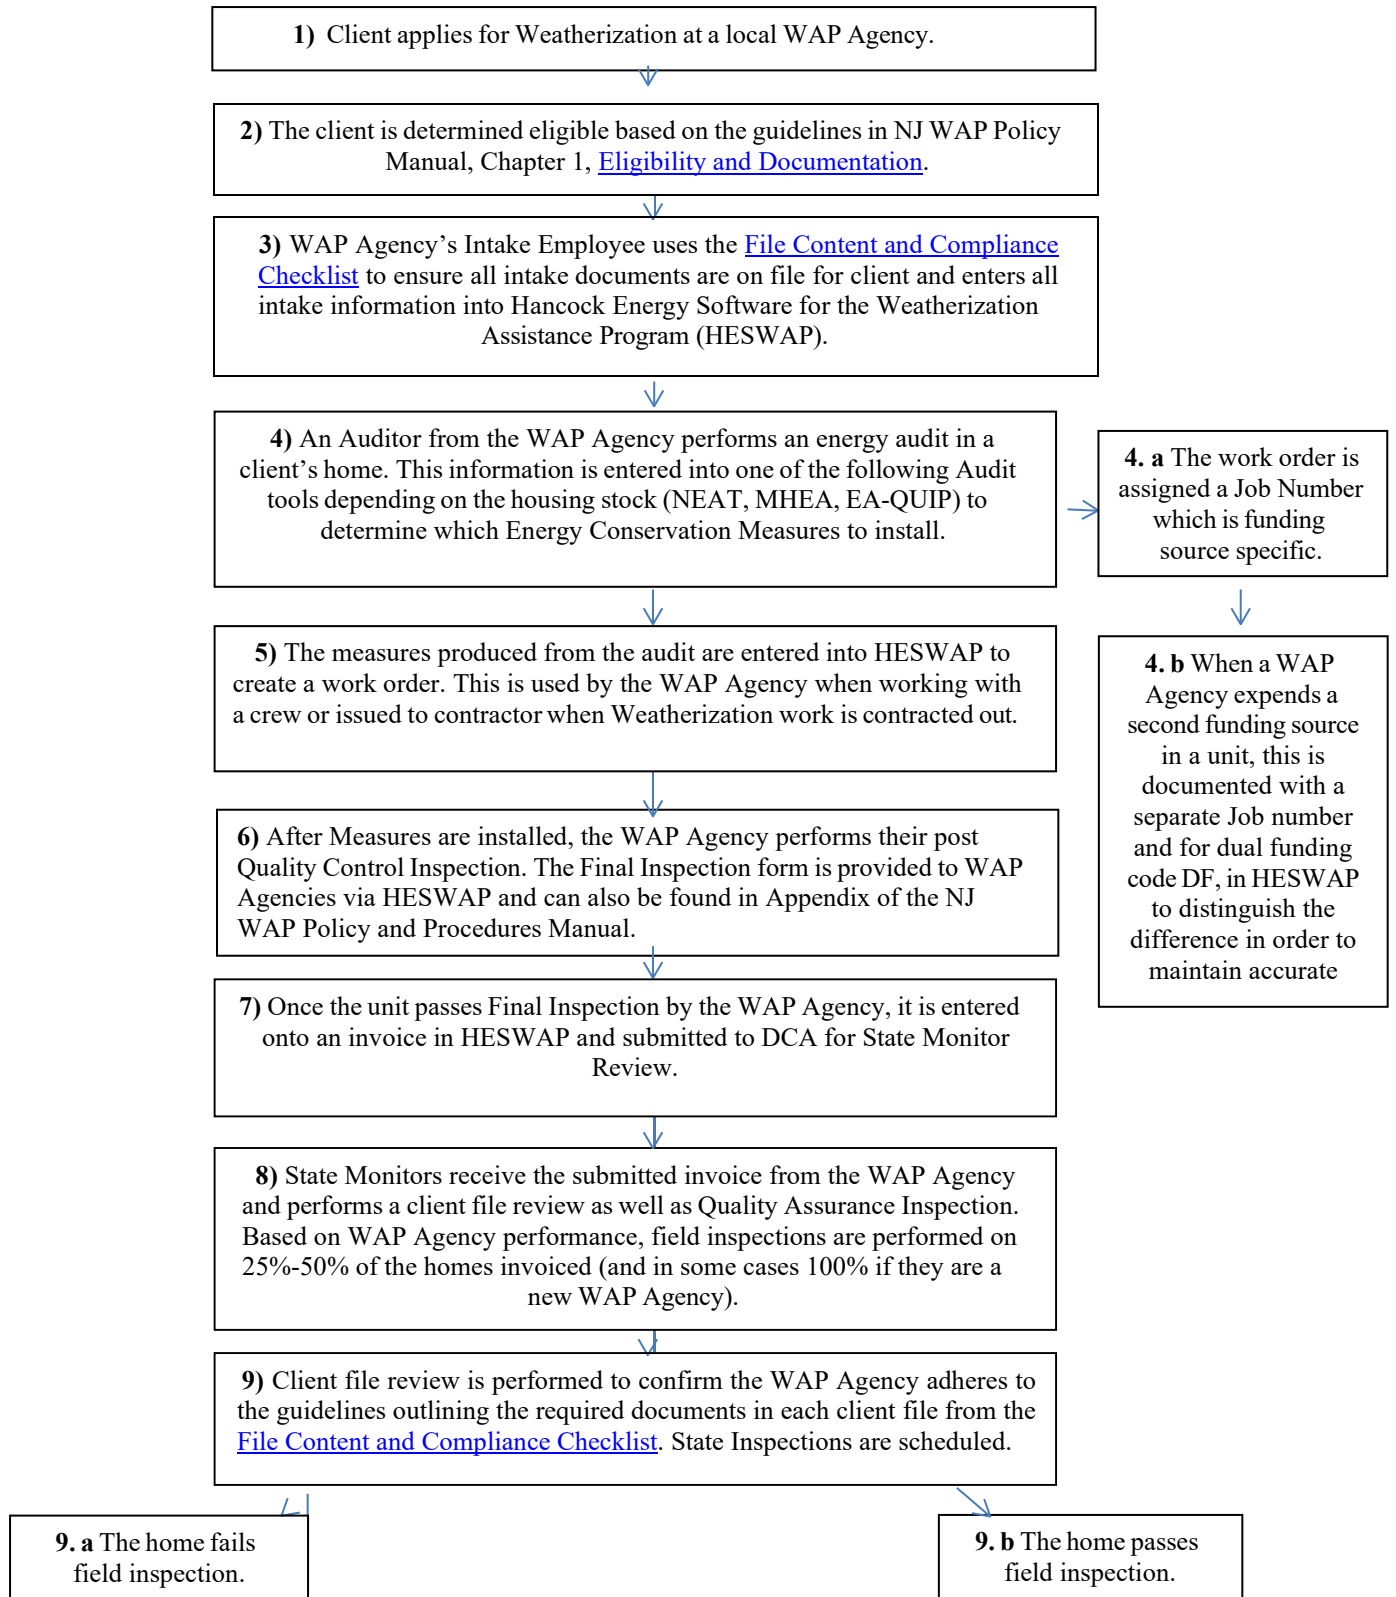 1) Client applies for Weatherization at a local WAP Agency.
2) The client is determined eligible based on the guidelines in NJ WAP Policy
Manual, Chapter 1, Eligibility and Documentation.
3) WAP Agency’s Intake Employee uses the File Content and Compliance
Checklist to ensure all intake documents are on file for client and enters all
intake information into Hancock Energy Software for the Weatherization
Assistance Program (HESWAP).
4) An Auditor from the WAP Agency performs an energy audit in a
client’s home. This information is entered into one of the following Audit
tools depending on the housing stock (NEAT, MHEA, EA-QUIP) to
determine which Energy Conservation Measures to install.
4. a The work order is
assigned a Job Number
which is funding
source specific.
5) The measures produced from the audit are entered into HESWAP to
create a work order. This is used by the WAP Agency when working with
a crew or issued to contractor when Weatherization work is contracted out.
4. b When a WAP
Agency expends a
second funding source
in a unit, this is
documented with a
separate Job number
and for dual funding
code DF, in HESWAP
to distinguish the
difference in order to
maintain accurate
6) After Measures are installed, the WAP Agency performs their post
Quality Control Inspection. The Final Inspection form is provided to WAP
Agencies via HESWAP and can also be found in Appendix of the NJ
WAP Policy and Procedures Manual.
7) Once the unit passes Final Inspection by the WAP Agency, it is entered
onto an invoice in HESWAP and submitted to DCA for State Monitor
Review.
8) State Monitors receive the submitted invoice from the WAP Agency
and performs a client file review as well as Quality Assurance Inspection.
Based on WAP Agency performance, field inspections are performed on
25%-50% of the homes invoiced (and in some cases 100% if they are a
new WAP Agency).
9) Client file review is performed to confirm the WAP Agency adheres to
the guidelines outlining the required documents in each client file from the
File Content and Compliance Checklist. State Inspections are scheduled.
9. a The home fails
field inspection.
9. b The home passes
field inspection.